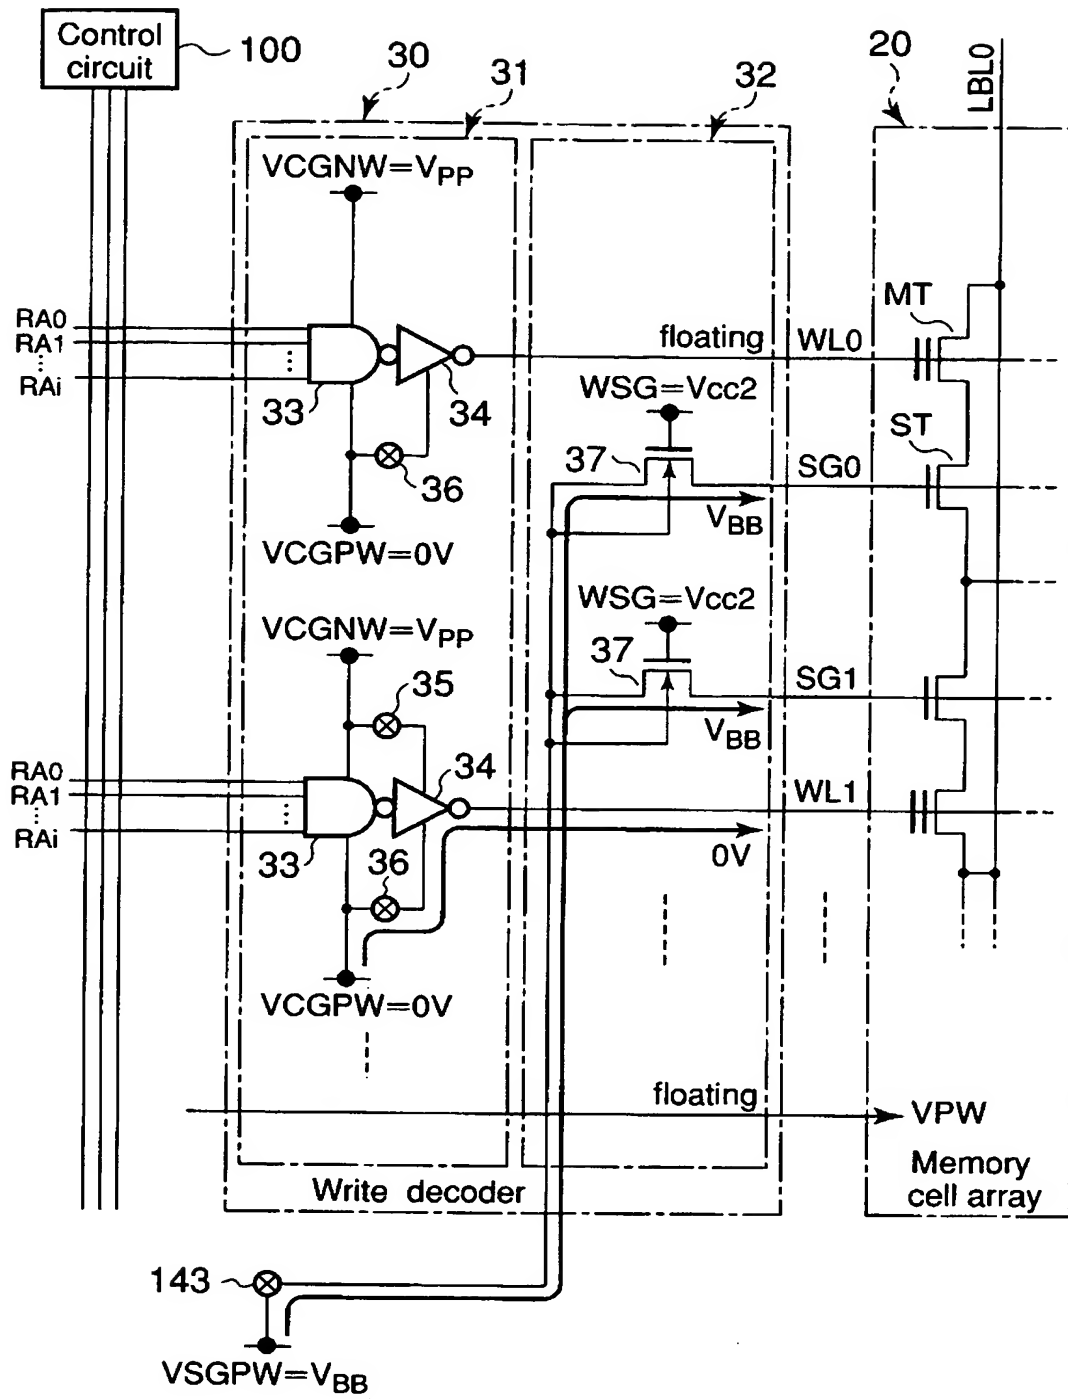 Control
circuit
100
30
31
32
20
LBL0
VCGNW=VPP
MT
RA0
RA1
RAi
33
34
36
floating
WL0
WSG=Vcc2
ST
37
SG0
VBB
VCGPW=0V
VCGNW=VPP
35
WSG=Vcc2
37
SG1
VBB
RA0
RA1
RAi
33
34
36
WL1
0V
VCGPW=0V
floating
VPW
Write decoder
Memory
cell array
143
VSGPW=VBB